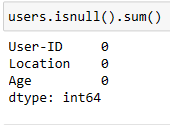 users.isnull().sum()
User-ID     0
Location    0
Age         0
dtype: int64